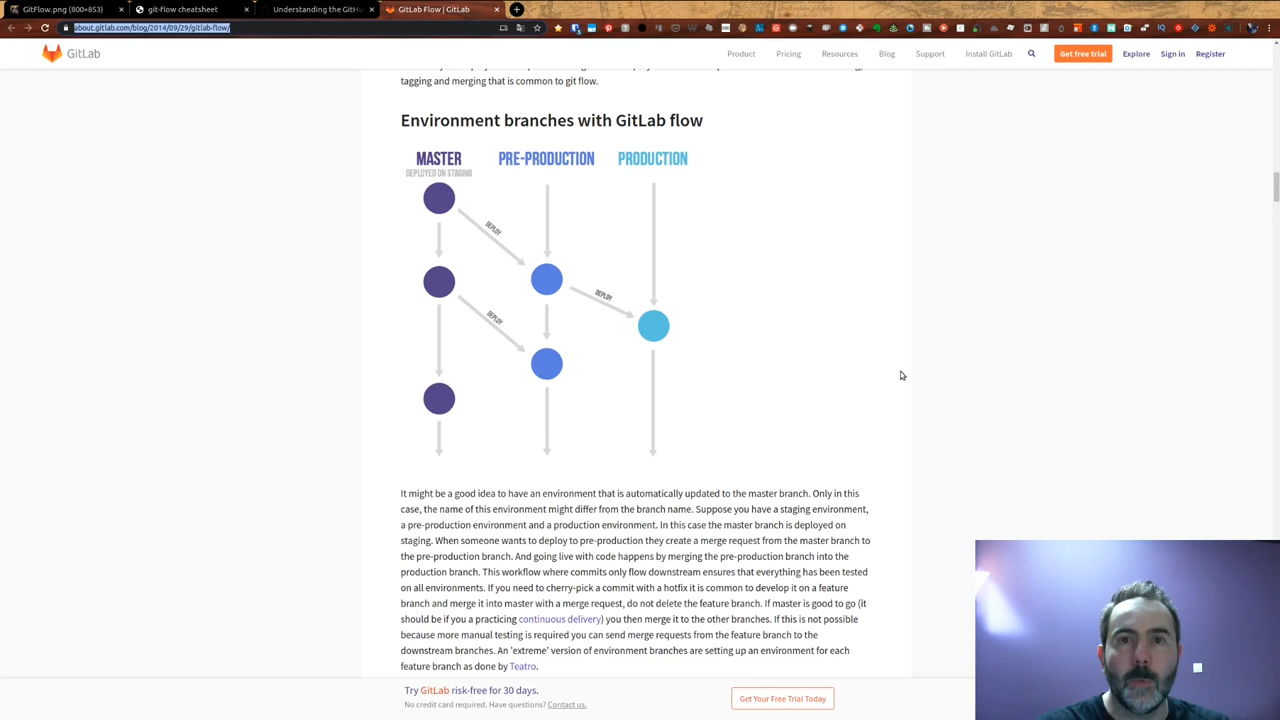 GitFlow.png (800×853)
git-flow cheatsheet
Understanding the GitHu
GitLab Flow | GitLab
about.gitlab.com/blog/2014/09/29/gitlab-flow/
GitLab
Product
Pricing
Resources
Blog
Support
Install GitLab
Get free trial
Explore
Sign in
Register
tagging and merging that is common to git flow.
Environment branches with GitLab flow
MASTER
PRE-PRODUCTION
PRODUCTION
DEPLOYED ON STAGING
DEPLOY
DEPLOY
DEPLOY
It might be a good idea to have an environment that is automatically updated to the master branch. Only in this
case, the name of this environment might differ from the branch name. Suppose you have a staging environment,
a pre-production environment and a production environment. In this case the master branch is deployed on
staging. When someone wants to deploy to pre-production they create a merge request from the master branch to
the pre-production branch. And going live with code happens by merging the pre-production branch into the
production branch. This workflow where commits only flow downstream ensures that everything has been tested
on all environments. If you need to cherry-pick a commit with a hotfix it is common to develop it on a feature
branch and merge it into master with a merge request, do not delete the feature branch. If master is good to go (it
should be if you a practicing continuous delivery) you then merge it to the other branches. If this is not possible
because more manual testing is required you can send merge requests from the feature branch to the
downstream branches. An 'extreme' version of environment branches are setting up an environment for each
feature branch as done by Teatro.
Try GitLab risk-free for 30 days.
No credit card required. Have questions? Contact us.
Get Your Free Trial Today